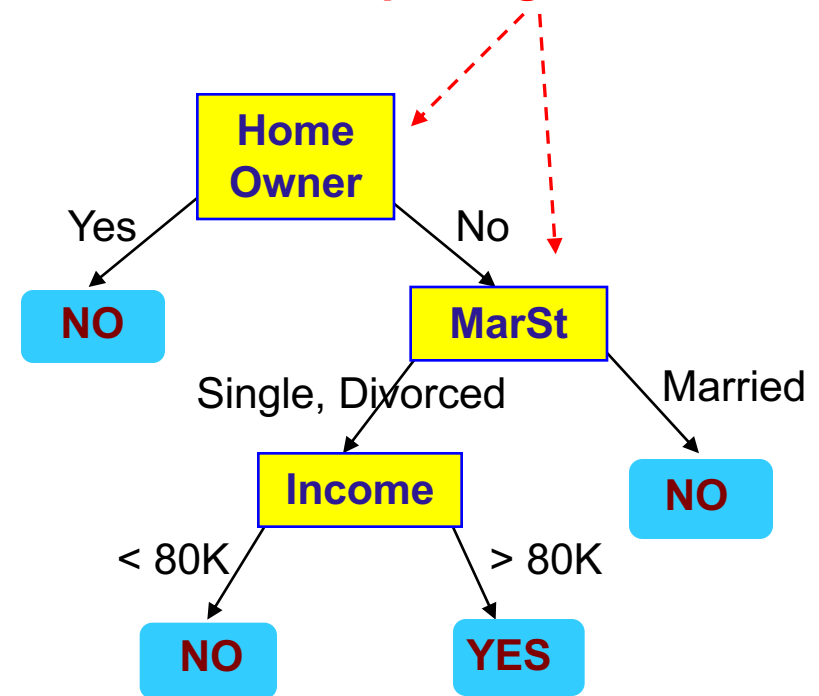 Home
Owner
Yes
No
NO
MarSt
Single, Divorced
Married
Income
NO
< 80K
> 80K
NO
YES